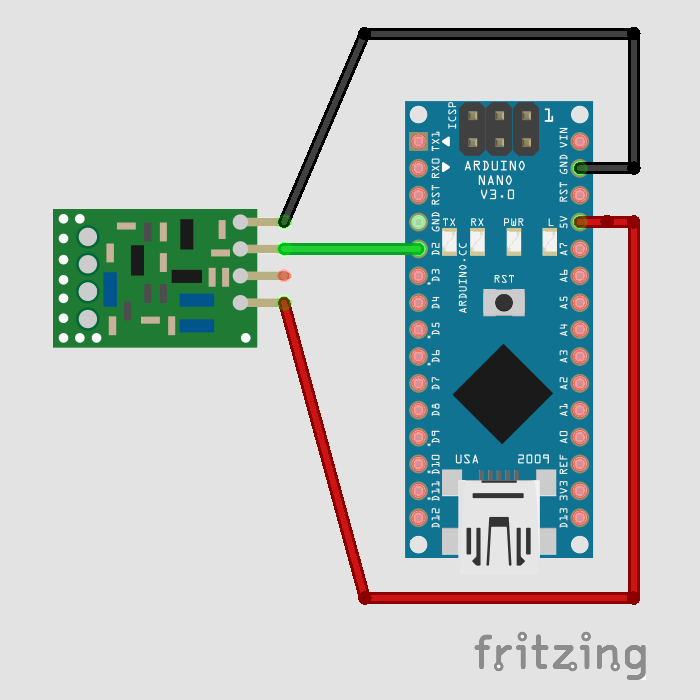 ICSP
1
TX1
RX0
RST
GND
D2
D3
D4
D5
D6
D7
D8
D9
D10
D11
D12
VIN
GND
RST
5V
A7
A6
A5
A4
A3
A2
A1
A0
REF
3V3
D13
ARDUINO
NANO
V3.0
TX RX PWR L
ARDUINO.CC
RST
USA 2009
fritzing